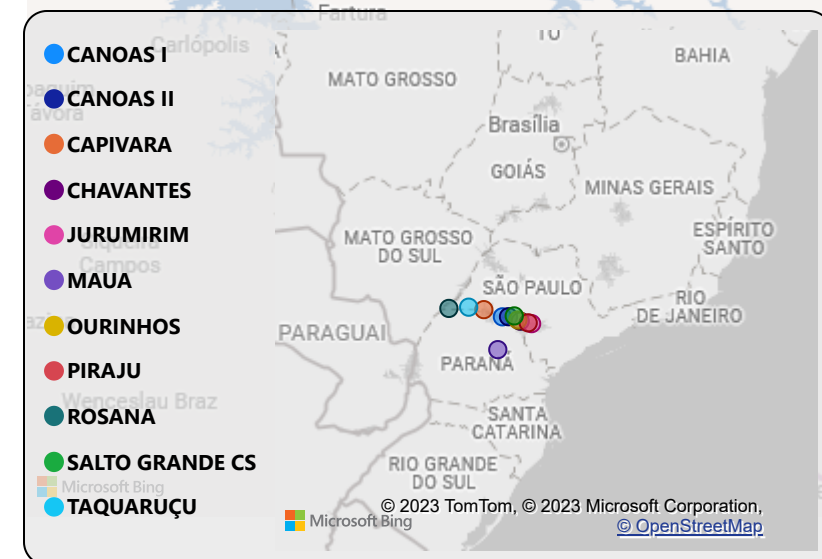 Fartura
Carlópolis
CANOAS I
CANOAS II
CAPIVARA
CHAVANTES
JURUMIRIM
Campos
MAUA
OURINHOS
PIRAJU
Wenceslau Braz
ROSANA
SALTO GRANDE CS
Microsoft Bing
TAQUARUÇU
BAHIA
MATO GROSSO
Brasília
GOIÁS
MINAS GERAIS
ESPÍRITO
SANTO
MATO GROSSO
DO SUL
SÃO PAULO
RIO
DE JANEIRO
PARAGUAI
PARANÁ
SANTA
CATARINA
RIO GRANDE
DO SUL
© 2023 TomTom, © 2023 Microsoft Corporation,
Microsoft Bing
© OpenStreetMap